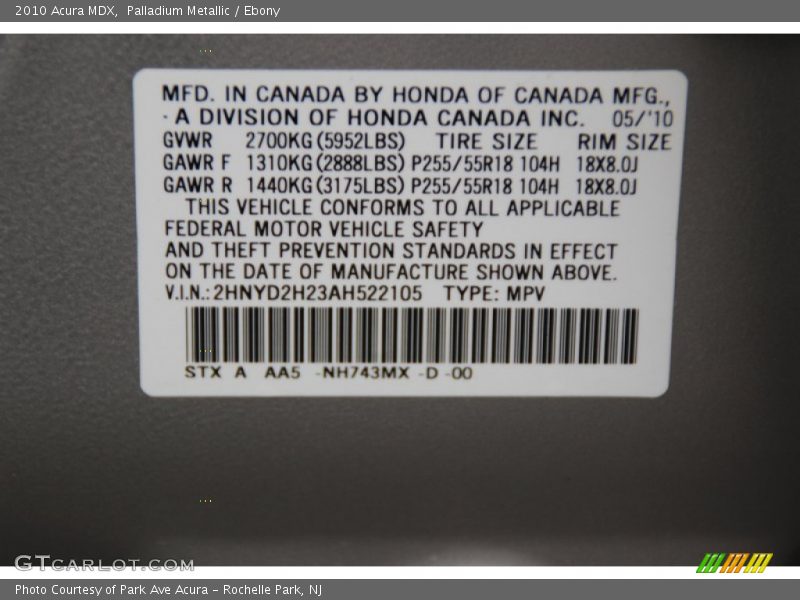 2010 Acura MDX, Palladium Metallic / Ebony
MFD. IN CANADA BY HONDA OF CANADA MFG.,
· A DIVISION OF HONDA CANADA INC. 05/'10
GVWR 2700KG(5952LBS) TIRE SIZE RIM SIZE
GAWR F 1310KG(2888LBS) P255/55R18 104H 18X8.0J
GAWR R 1440KG(3175LBS) P255/55R18 104H 18X8.0J
THIS VEHICLE CONFORMS TO ALL APPLICABLE
FEDERAL MOTOR VEHICLE SAFETY
AND THEFT PREVENTION STANDARDS IN EFFECT
ON THE DATE OF MANUFACTURE SHOWN ABOVE.
V.I.N.: 2HNYD2H23AH522105 TYPE: MPV
STX A AA5 -NH743MX -D -00
GTCARLOT.COM
Photo Courtesy of Park Ave Acura - Rochelle Park, NJ